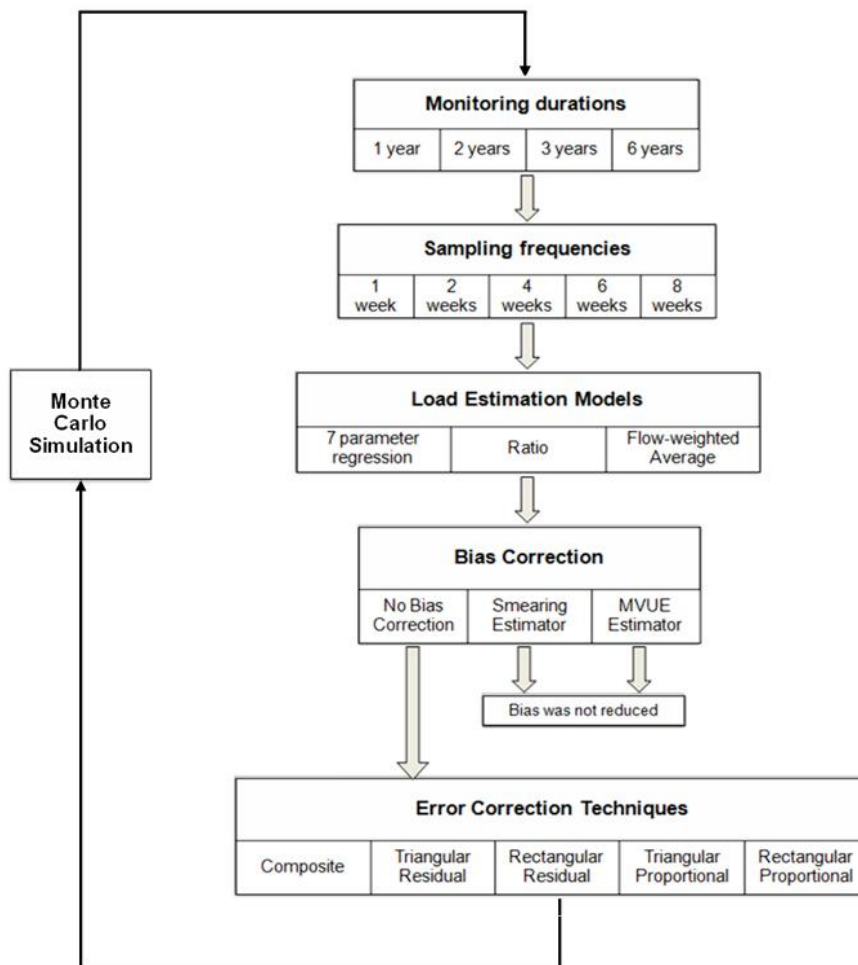 Monitoring durations
1 year 2 years 3 years 6 years
Sampling frequencies
1 week 2 weeks 4 weeks 6 weeks 8 weeks
Monte
Carlo
Simulation
Load Estimation Models
7 parameter regression Ratio Flow-weighted Average
Bias Correction
No Bias Correction Smearing Estimator MVUE Estimator
Bias was not reduced
Error Correction Techniques
Composite Triangular Residual Rectangular Residual Triangular Proportional Rectangular Proportional